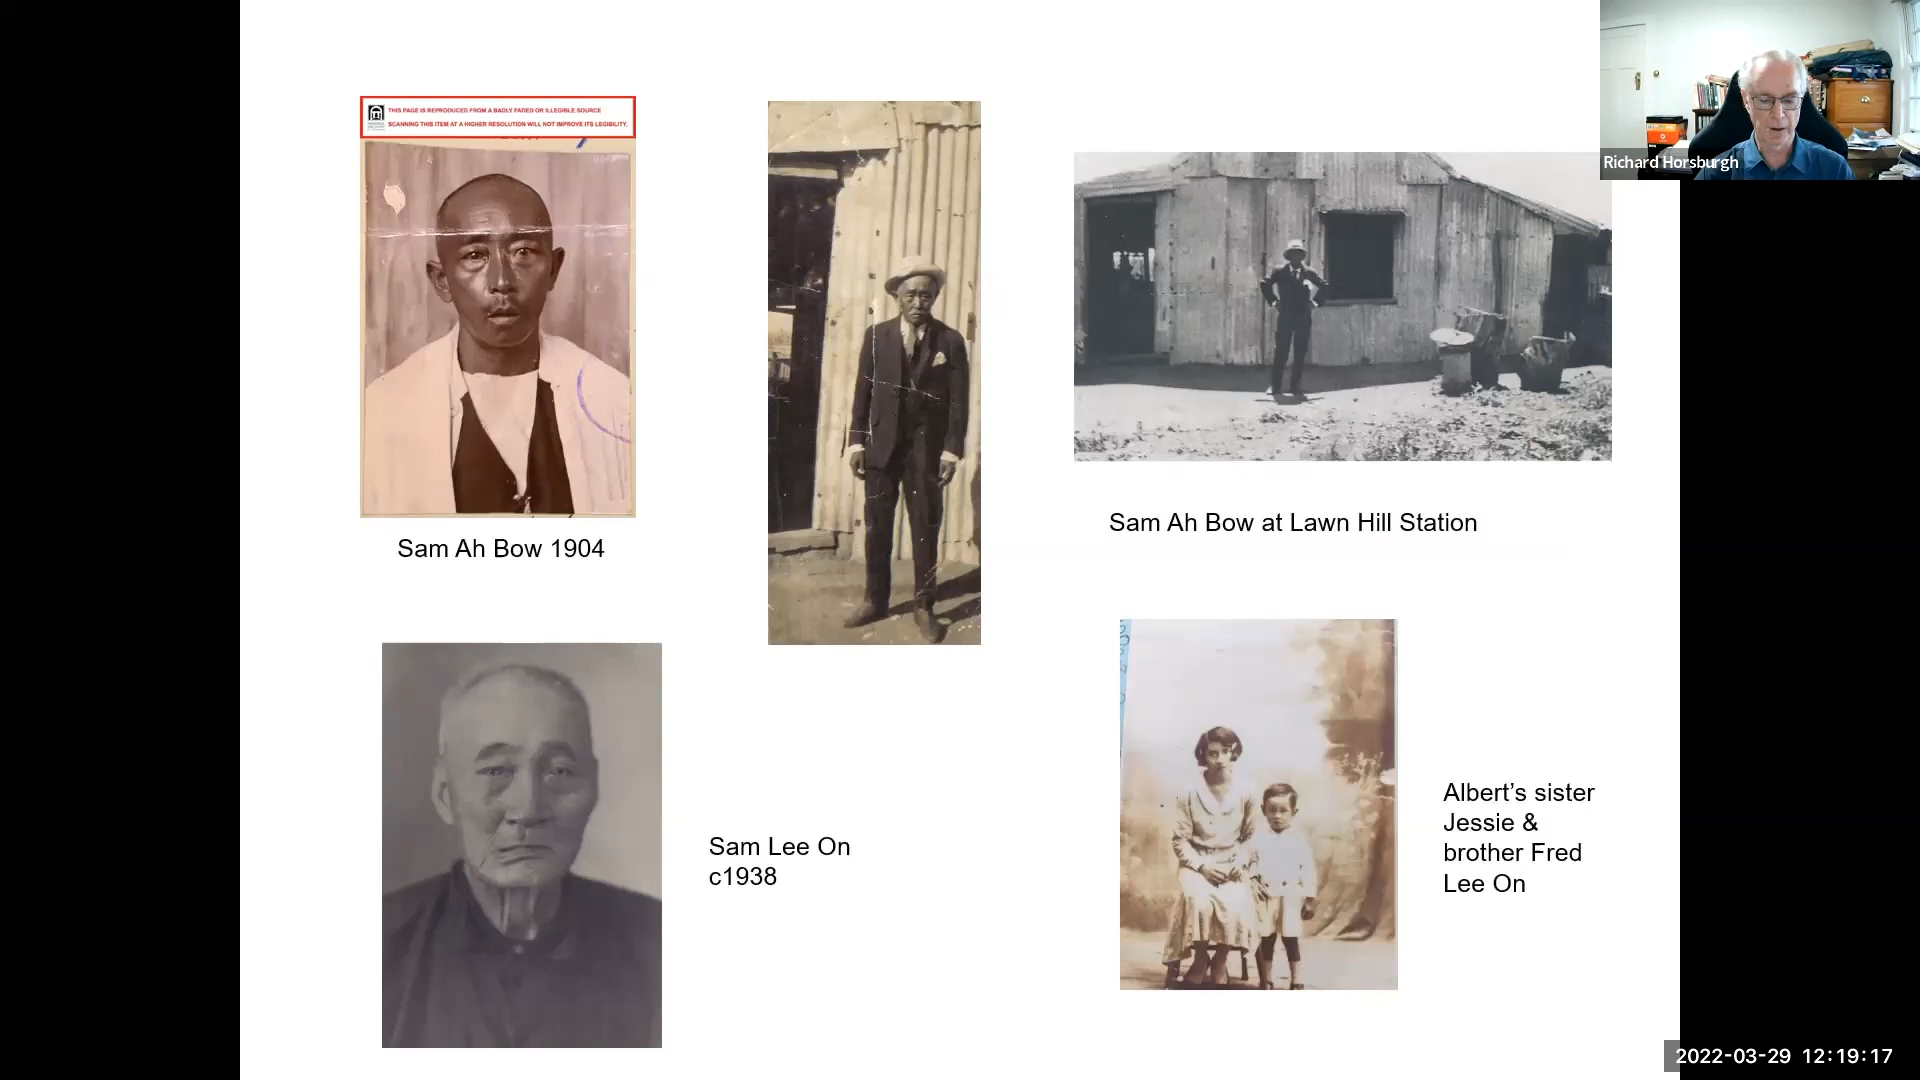 THIS PAGE IS REPRODUCED FROM A BADLY FADED OR ILLEGIBLE SOURCE
SCANNING THIS ITEM AT A HIGHER RESOLUTION WILL NOT IMPROVE ITS LEGIBILITY.
Richard Horsburgh
Sam Ah Bow at Lawn Hill Station
Sam Ah Bow 1904
Sam Lee On
c1938
Albert’s sister
Jessie &
brother Fred
Lee On
2022-03-29 12:19:17